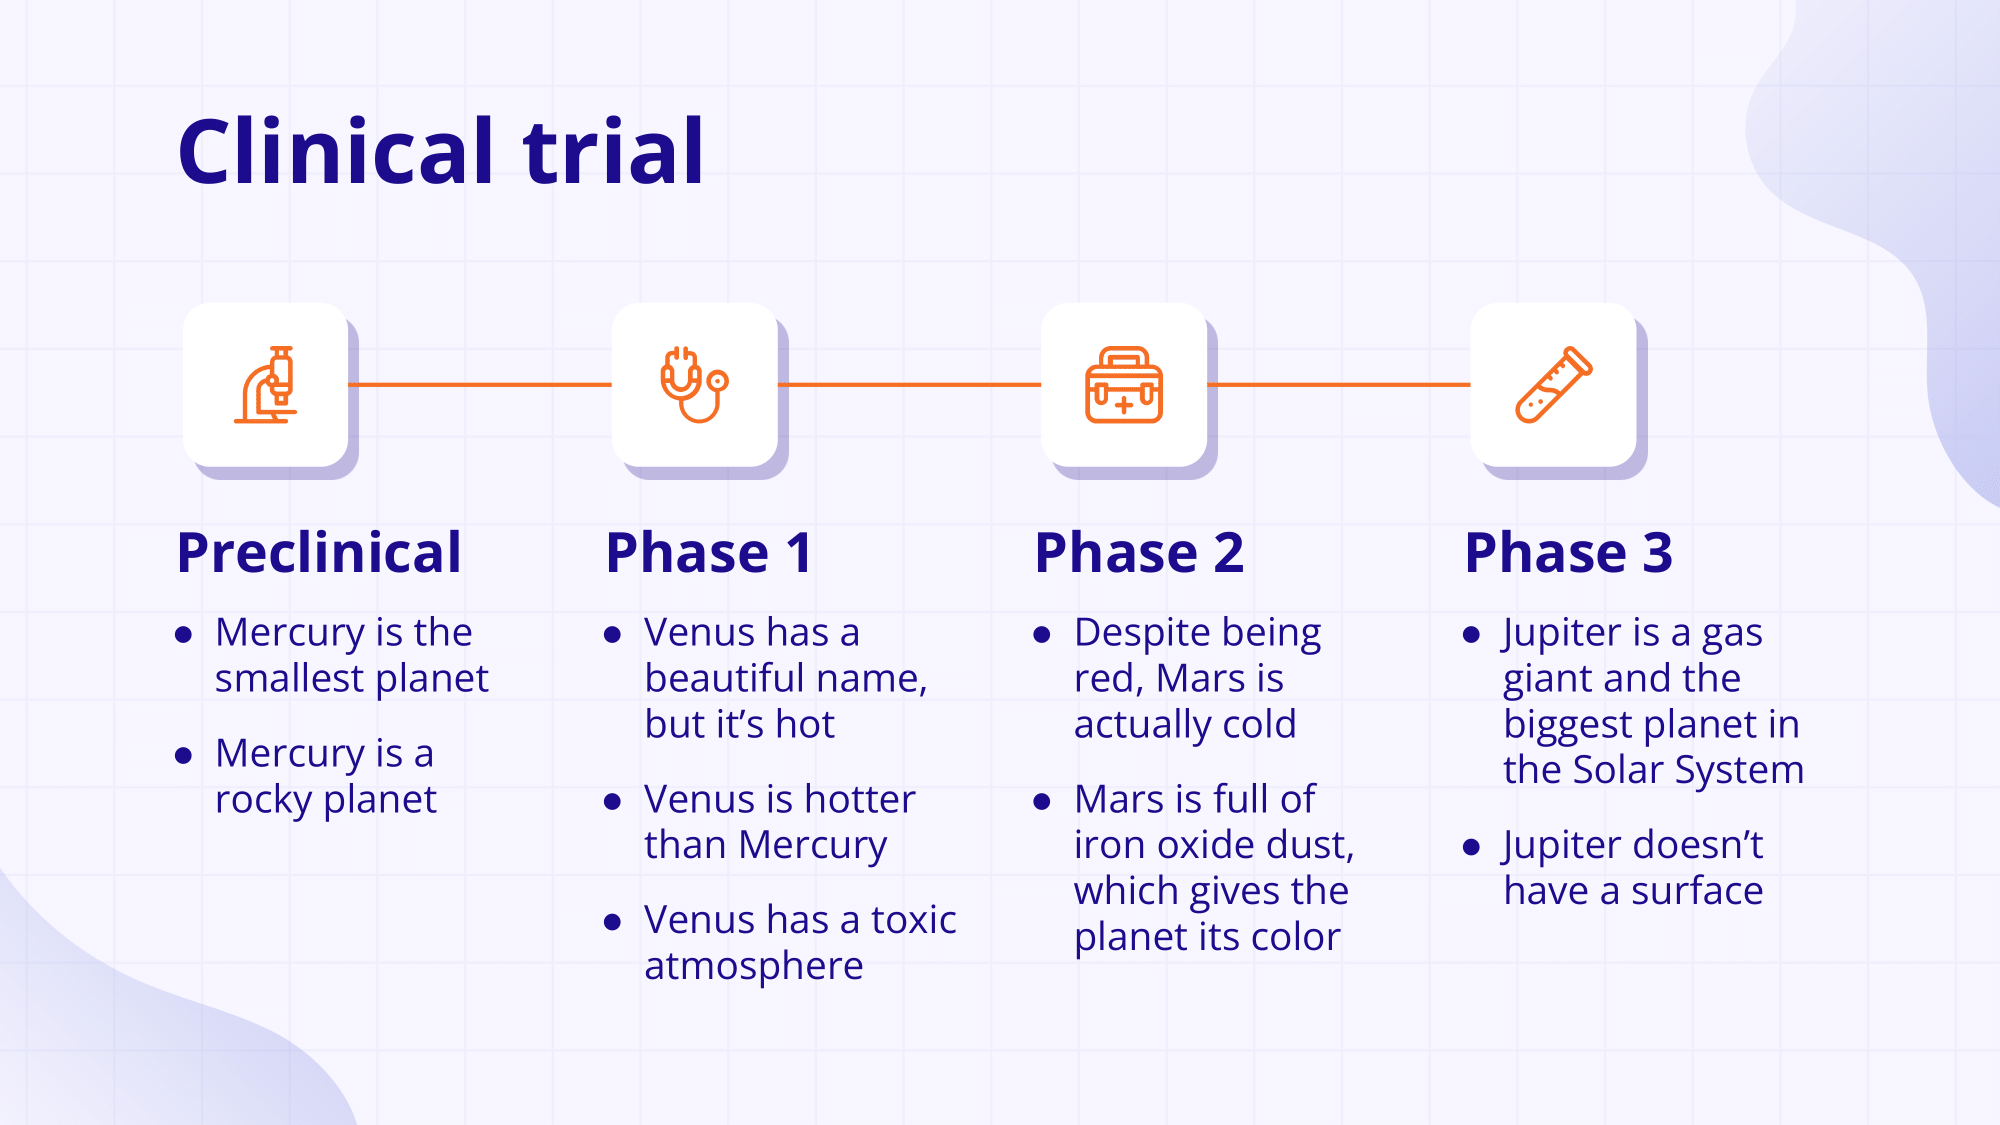 Clinical trial
Preclinical
● Mercury is the
smallest planet
● Mercury is a
rocky planet
Phase 1
● Venus has a
beautiful name,
but it’s hot
● Venus is hotter
than Mercury
● Venus has a toxic
atmosphere
Phase 2
● Despite being
red, Mars is
actually cold
● Mars is full of
iron oxide dust,
which gives the
planet its color
Phase 3
● Jupiter is a gas
giant and the
biggest planet in
the Solar System
● Jupiter doesn’t
have a surface